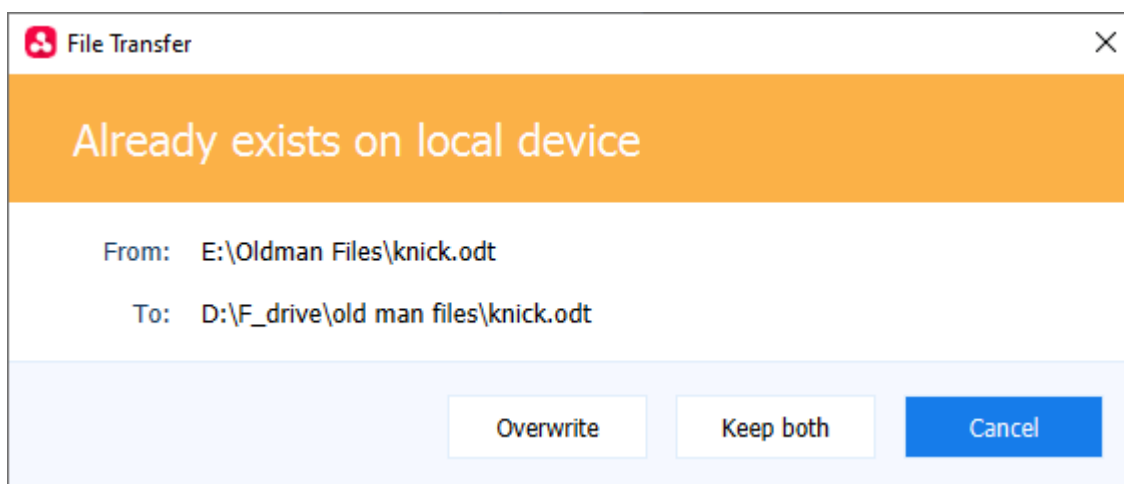 File Transfer
Already exists on local device
From: E:\Oldman Files\knick.odt
To: D:\F_drive\old man files\knick.odt
Overwrite Keep both Cancel